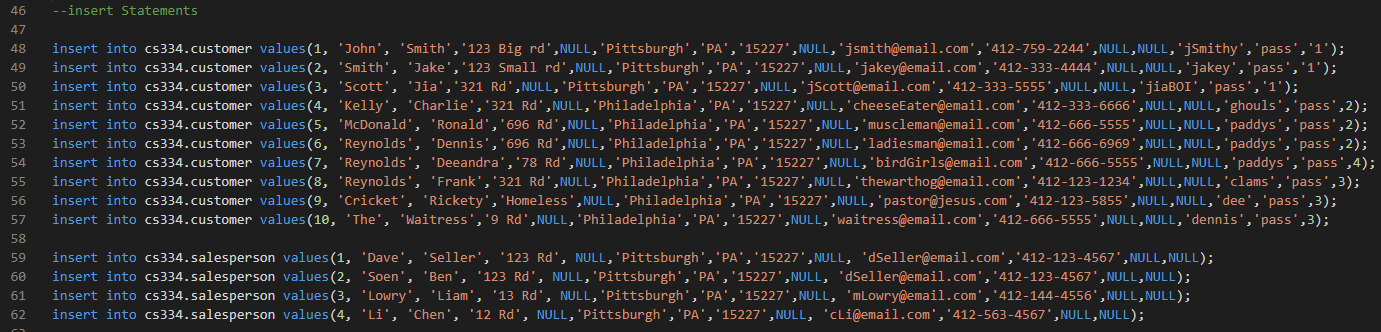 46 --insert Statements
47
48 insert into cs334.customer values(1, 'John', 'Smith','123 Big rd',NULL,'Pittsburgh','PA','15227',NULL,'jsmith@email.com','412-759-2244',NULL,NULL,'jSmithy','pass','1');
49 insert into cs334.customer values(2, 'Smith', 'Jake','123 Small rd',NULL,'Pittsburgh','PA','15227',NULL,'jakey@email.com','412-333-4444',NULL,NULL,'jakey','pass','1');
50 insert into cs334.customer values(3, 'Scott', 'Jia','321 Rd',NULL,'Pittsburgh','PA','15227',NULL,'jScott@email.com','412-333-5555',NULL,NULL,'jiaBOI','pass','1');
51 insert into cs334.customer values(4, 'Kelly', 'Charlie','321 Rd',NULL,'Philadelphia','PA','15227',NULL,'cheeseEater@email.com','412-333-6666',NULL,NULL,'ghouls','pass',2);
52 insert into cs334.customer values(5, 'McDonald', 'Ronald','696 Rd',NULL,'Philadelphia','PA','15227',NULL,'muscleman@email.com','412-666-5555',NULL,NULL,'paddys','pass',2);
53 insert into cs334.customer values(6, 'Reynolds', 'Dennis','696 Rd',NULL,'Philadelphia','PA','15227',NULL,'ladiesman@email.com','412-666-6969',NULL,NULL,'paddys','pass',2);
54 insert into cs334.customer values(7, 'Reynolds', 'Deeandra','78 Rd',NULL,'Philadelphia','PA','15227',NULL,'birdGirls@email.com','412-666-5555',NULL,NULL,'paddys','pass',4);
55 insert into cs334.customer values(8, 'Reynolds', 'Frank','321 Rd',NULL,'Philadelphia','PA','15227',NULL,'thewarthog@email.com','412-123-1234',NULL,NULL,'clams','pass',3);
56 insert into cs334.customer values(9, 'Cricket', 'Rickety','Homeless',NULL,'Philadelphia','PA','15227',NULL,'pastor@jesus.com','412-123-5855',NULL,NULL,'dee','pass',3);
57 insert into cs334.customer values(10, 'The', 'Waitress','9 Rd',NULL,'Philadelphia','PA','15227',NULL,'waitress@email.com','412-666-5555',NULL,NULL,'dennis','pass',3);
58
59 insert into cs334.salesperson values(1, 'Dave', 'Seller', '123 Rd', NULL,'Pittsburgh','PA','15227',NULL, 'dSeller@email.com','412-123-4567',NULL,NULL);
60 insert into cs334.salesperson values(2, 'Soen', 'Ben', '123 Rd', NULL,'Pittsburgh','PA','15227',NULL, 'dSeller@email.com','412-123-4567',NULL,NULL);
61 insert into cs334.salesperson values(3, 'Lowry', 'Liam', '13 Rd', NULL,'Pittsburgh','PA','15227',NULL, 'mLowry@email.com','412-144-4556',NULL,NULL);
62 insert into cs334.salesperson values(4, 'Li', 'Chen', '12 Rd', NULL,'Pittsburgh','PA','15227',NULL, 'cLi@email.com','412-563-4567',NULL,NULL);